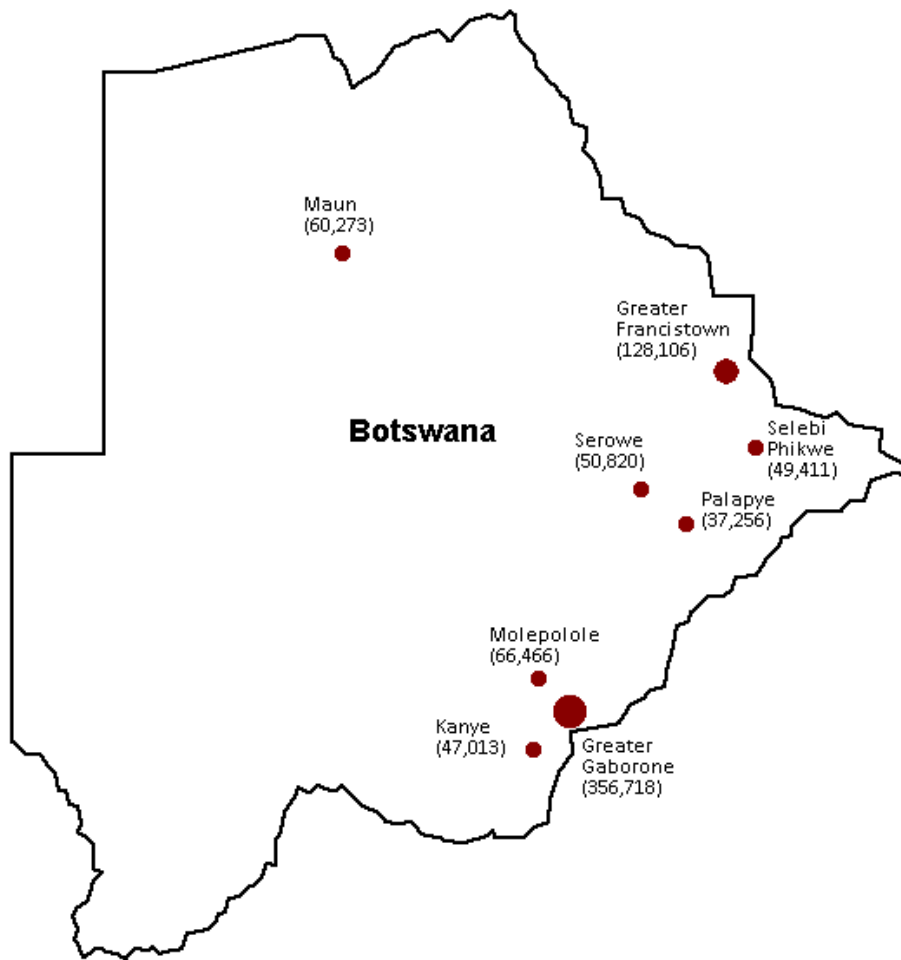 Maun
(60,273)
Greater
Francistown
(128,106)
Botswana
Serowe
(50,820)
Selebi
Phikwe
(49,411)
Palapye
(37,256)
Molepolole
(66,466)
Kanye
(47,013)
Greater
Gaborone
(356,718)